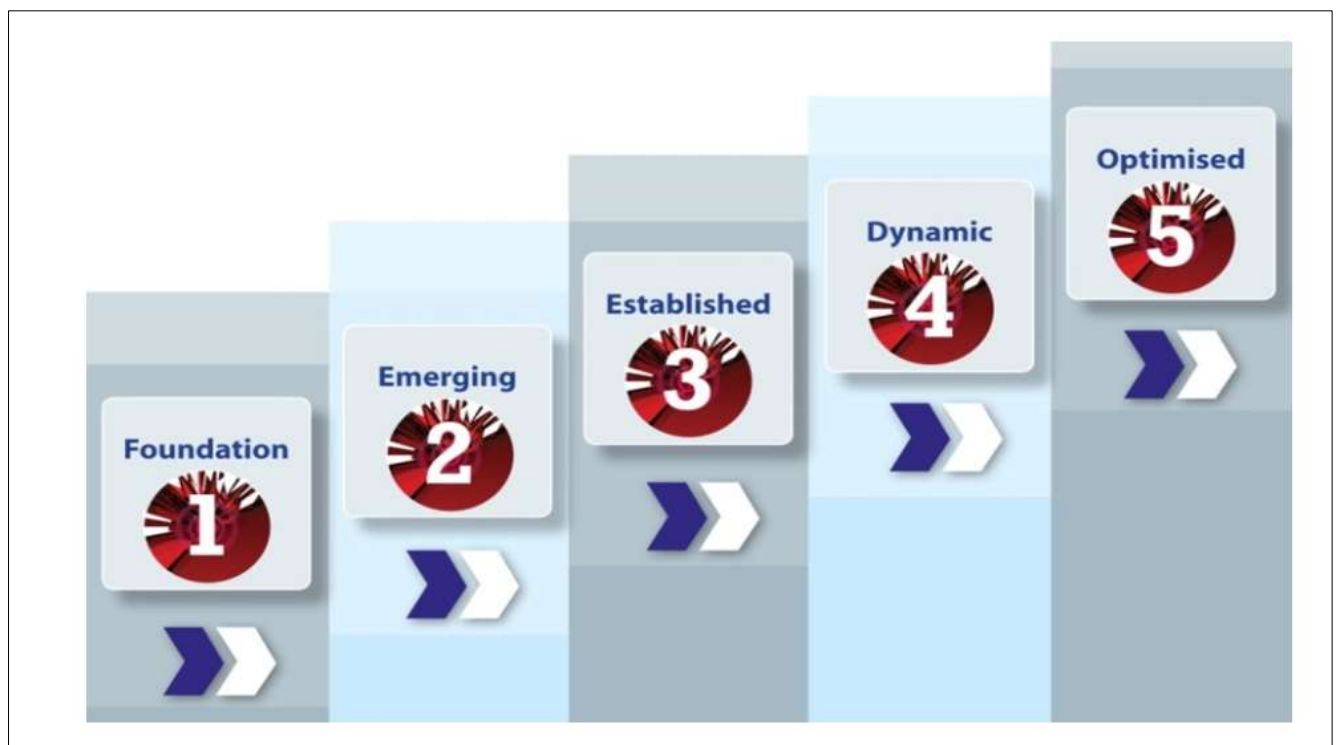 Foundation
1
Emerging
2
Established
3
Dynamic
4
Optimised
5